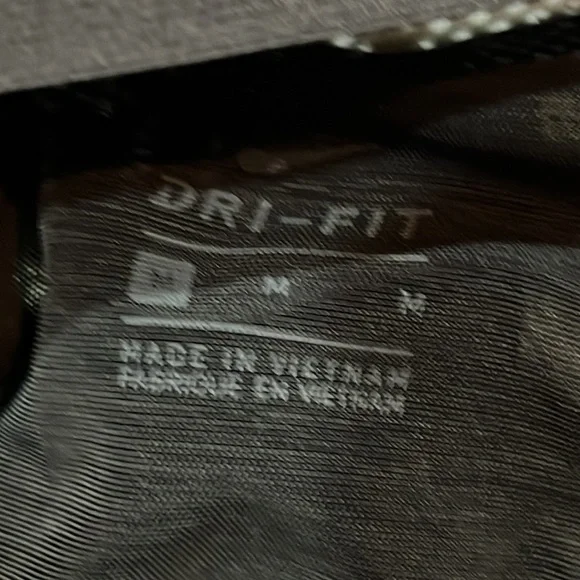 DRI-FIT
M M M
MADE IN VIETNAM
FABRIQUE EN VIETNAM